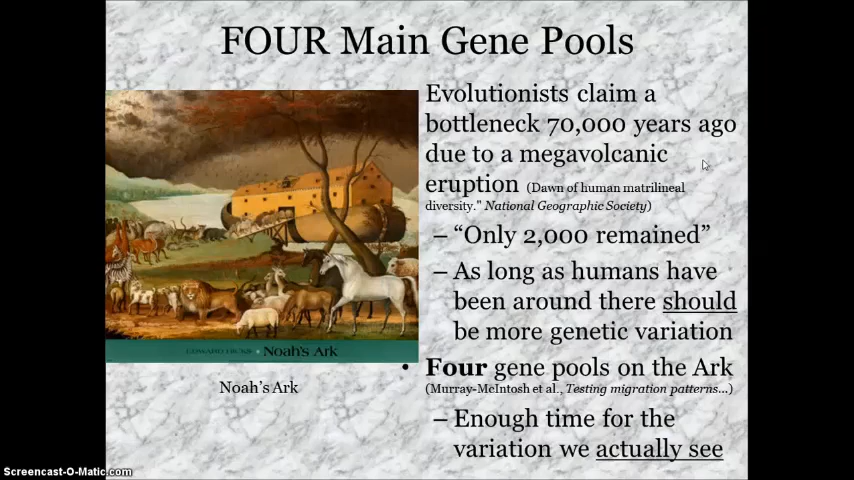 FOUR Main Gene Pools
Evolutionists claim a
bottleneck 70,000 years ago
due to a megavolcanic
eruption (Dawn of human matrilineal
diversity." National Geographic Society)
– “Only 2,000 remained”
– As long as humans have
been around there should
be more genetic variation
• Four gene pools on the Ark
(Murray-McIntosh et al., Testing migration patterns...)
– Enough time for the
variation we actually see
EDWARD HICKS • Noah's Ark
Noah’s Ark
Screencast-O-Matic.com